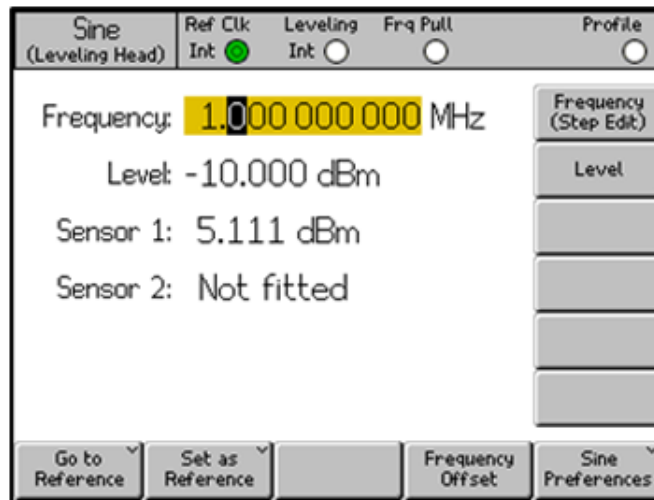 Sine
(Leveling Head)
Ref Clk
Int
Leveling
Int
Frq Pull
Profile
Frequency: 1.000 000 000 MHz
Level: -10.000 dBm
Sensor 1: 5.111 dBm
Sensor 2: Not fitted
Frequency
(Step Edit)
Level
Go to
Reference
Set as
Reference
Frequency
Offset
Sine
Preferences